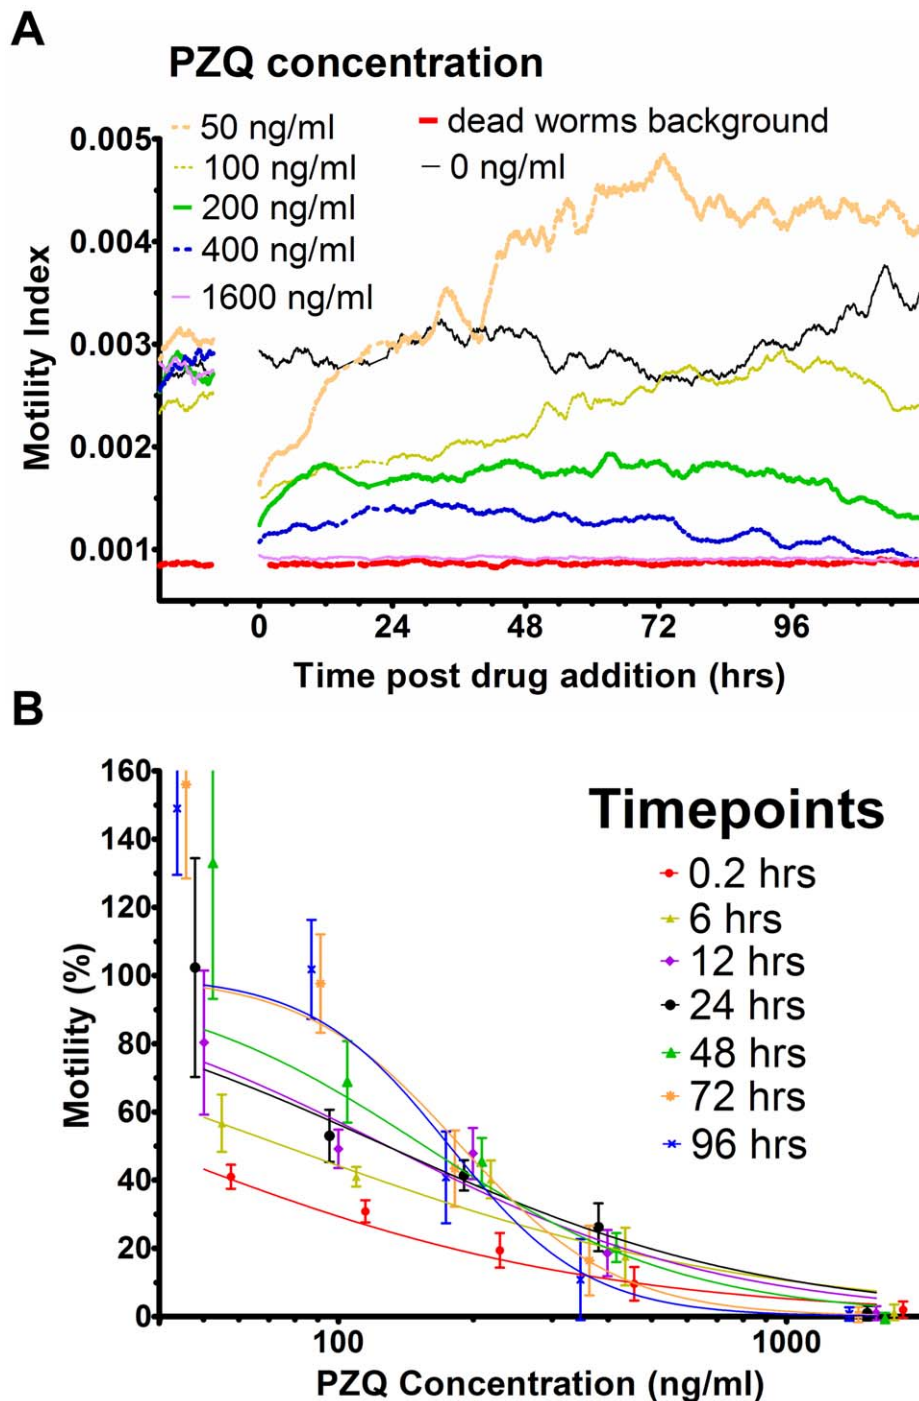 A
PZQ concentration
50 ng/ml
100 ng/ml
200 ng/ml
400 ng/ml
1600 ng/ml
dead worms background
0 ng/ml
0.005
0.004
0.003
0.002
0.001
Motility Index
0 24 48 72 96
Time post drug addition (hrs)
B
160
140
120
100
80
60
40
20
0
Motility (%)
Timepoints
0.2 hrs
6 hrs
12 hrs
24 hrs
48 hrs
72 hrs
96 hrs
100 1000
PZQ Concentration (ng/ml)